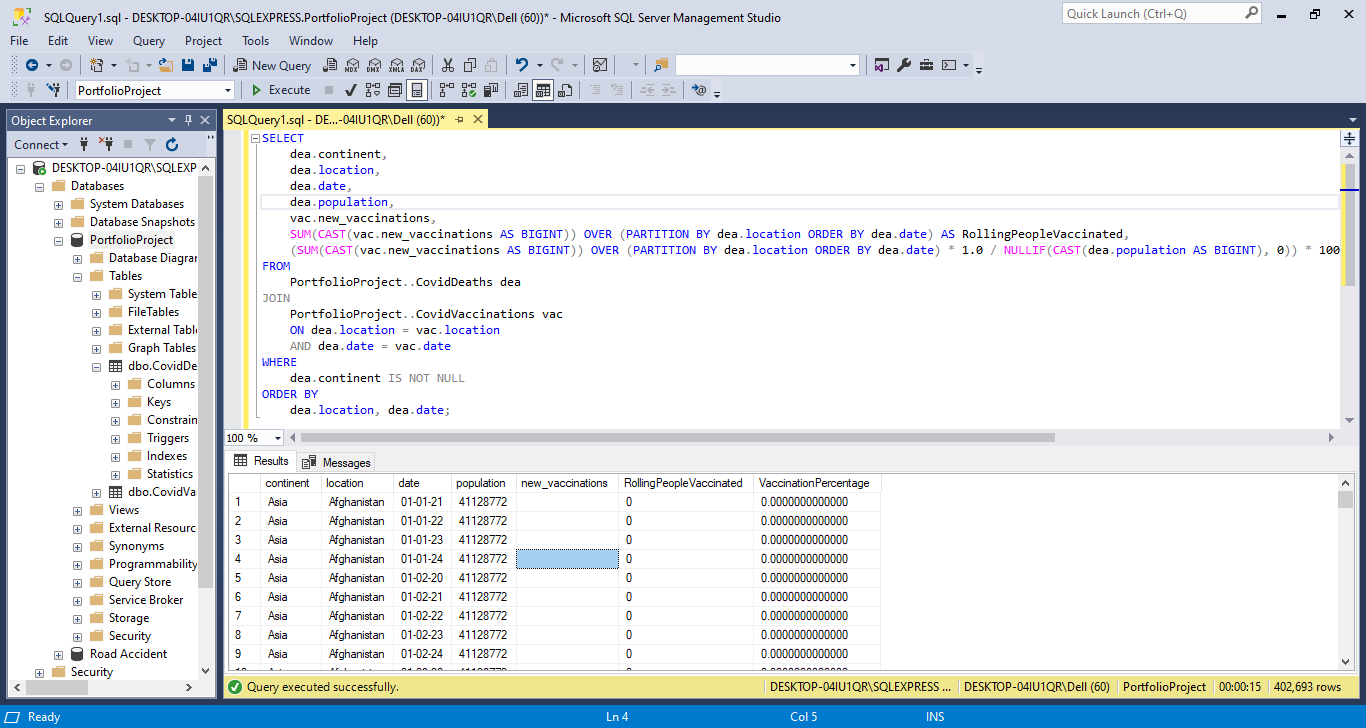 SQLQuery1.sql - DESKTOP-04IU1QR\SQLEXPRESS.PortfolioProject (DESKTOP-04IU1QR\Dell (60))* - Microsoft SQL Server Management Studio
Quick Launch (Ctrl+Q)
File Edit View Query Project Tools Window Help
New Query MDX DMX XMLA DAX
PortfolioProject Execute
Object Explorer
Connect
DESKTOP-04IU1QR\SQLEXP
Databases
System Databases
Database Snapshots
PortfolioProject
Database Diagrar
Tables
System Table
FileTables
External Tabl
Graph Tables
dbo.CovidDe
Columns
Keys
Constrain
Triggers
Indexes
Statistics
dbo.CovidVa
Views
External Resourc
Synonyms
Programmability
Query Store
Service Broker
Storage
Security
Road Accident
Security
SQLQuery1.sql - DE...-04IU1QR\Dell (60))*
SELECT
dea.continent,
dea.location,
dea.date,
dea.population,
vac.new_vaccinations,
SUM(CAST(vac.new_vaccinations AS BIGINT)) OVER (PARTITION BY dea.location ORDER BY dea.date) AS RollingPeopleVaccinated,
(SUM(CAST(vac.new_vaccinations AS BIGINT)) OVER (PARTITION BY dea.location ORDER BY dea.date) * 1.0 / NULLIF(CAST(dea.population AS BIGINT), 0)) * 100
FROM
PortfolioProject..CovidDeaths dea
JOIN
PortfolioProject..CovidVaccinations vac
ON dea.location = vac.location
AND dea.date = vac.date
WHERE
dea.continent IS NOT NULL
ORDER BY
dea.location, dea.date;
100 %
Results Messages
continent location date population new_vaccinations RollingPeopleVaccinated VaccinationPercentage
1 Asia Afghanistan 01-01-21 41128772 0 0.0000000000000
2 Asia Afghanistan 01-01-22 41128772 0 0.0000000000000
3 Asia Afghanistan 01-01-23 41128772 0 0.0000000000000
4 Asia Afghanistan 01-01-24 41128772 0 0.0000000000000
5 Asia Afghanistan 01-02-20 41128772 0 0.0000000000000
6 Asia Afghanistan 01-02-21 41128772 0 0.0000000000000
7 Asia Afghanistan 01-02-22 41128772 0 0.0000000000000
8 Asia Afghanistan 01-02-23 41128772 0 0.0000000000000
9 Asia Afghanistan 01-02-24 41128772 0 0.0000000000000
Query executed successfully. DESKTOP-04IU1QR\SQLEXPRESS ... DESKTOP-04IU1QR\Dell (60) PortfolioProject 00:00:15 402,693 rows
Ready Ln 4 Col 5 INS